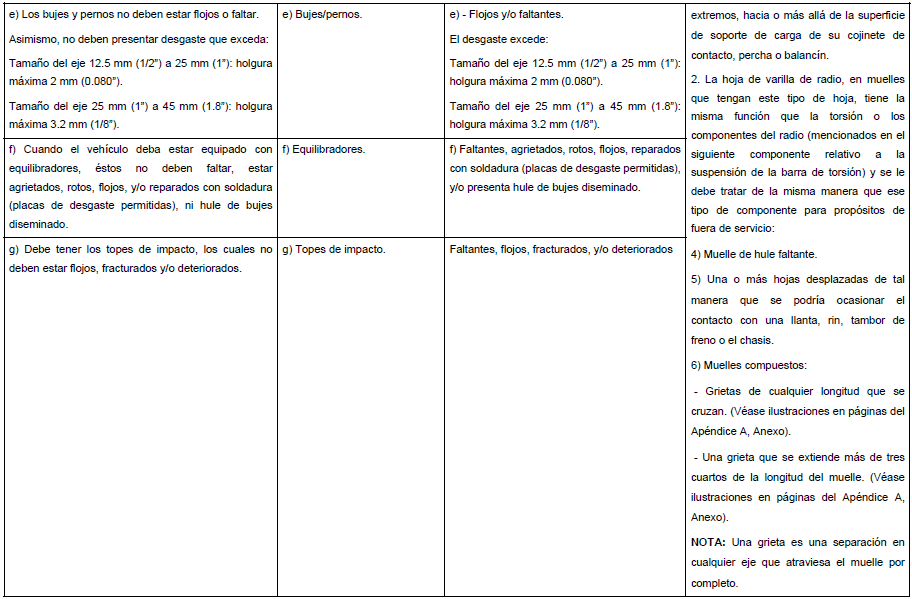 e) Los bujes y pernos no deben estar flojos o faltar.
Asimismo, no deben presentar desgaste que exceda:
Tamaño del eje 12.5 mm (1/2") a 25 mm (1"): holgura
máxima 2 mm (0.080").
Tamaño del eje 25 mm (1") a 45 mm (1.8"): holgura
máxima 3.2 mm (1/8").
e) Bujes/pernos.
e) - Flojos y/o faltantes.
El desgaste excede:
Tamaño del eje 12.5 mm (1/2") a 25 mm (1"):
holgura máxima 2 mm (0.080").
Tamaño del eje 25 mm (1") a 45 mm (1.8"):
holgura máxima 3.2 mm (1/8").
f) Cuando el vehículo deba estar equipado con
equilibradores, éstos no deben faltar, estar
agrietados, rotos, flojos, y/o reparados con soldadura
(placas de desgaste permitidas), ni hule de bujes
diseminado.
f) Equilibradores.
f) Faltantes, agrietados, rotos, flojos, reparados
con soldadura (placas de desgaste permitidas),
y/o presenta hule de bujes diseminado.
g) Debe tener los topes de impacto, los cuales no
deben estar flojos, fracturados y/o deteriorados.
g) Topes de impacto.
Faltantes, flojos, fracturados, y/o deteriorados
extremos, hacia o más allá de la superficie
de soporte de carga de su cojinete de
contacto, percha o balancín.
2. La hoja de varilla de radio, en muelles
que tengan este tipo de hoja, tiene la
misma función que la torsión o los
componentes del radio (mencionados en el
siguiente componente relativo a la
suspensión de la barra de torsión) y se le
debe tratar de la misma manera que ese
tipo de componente para propósitos de
fuera de servicio:
4) Muelle de hule faltante.
5) Una o más hojas desplazadas de tal
manera que se podría ocasionar el
contacto con una llanta, rin, tambor de
freno o el chasis.
6) Muelles compuestos:
- Grietas de cualquier longitud que se
cruzan. (Véase ilustraciones en páginas del
Apéndice A, Anexo).
- Una grieta que se extiende más de tres
cuartos de la longitud del muelle. (Véase
ilustraciones en páginas del Apéndice A,
Anexo).
NOTA: Una grieta es una separación en
cualquier eje que atraviesa el muelle por
completo.